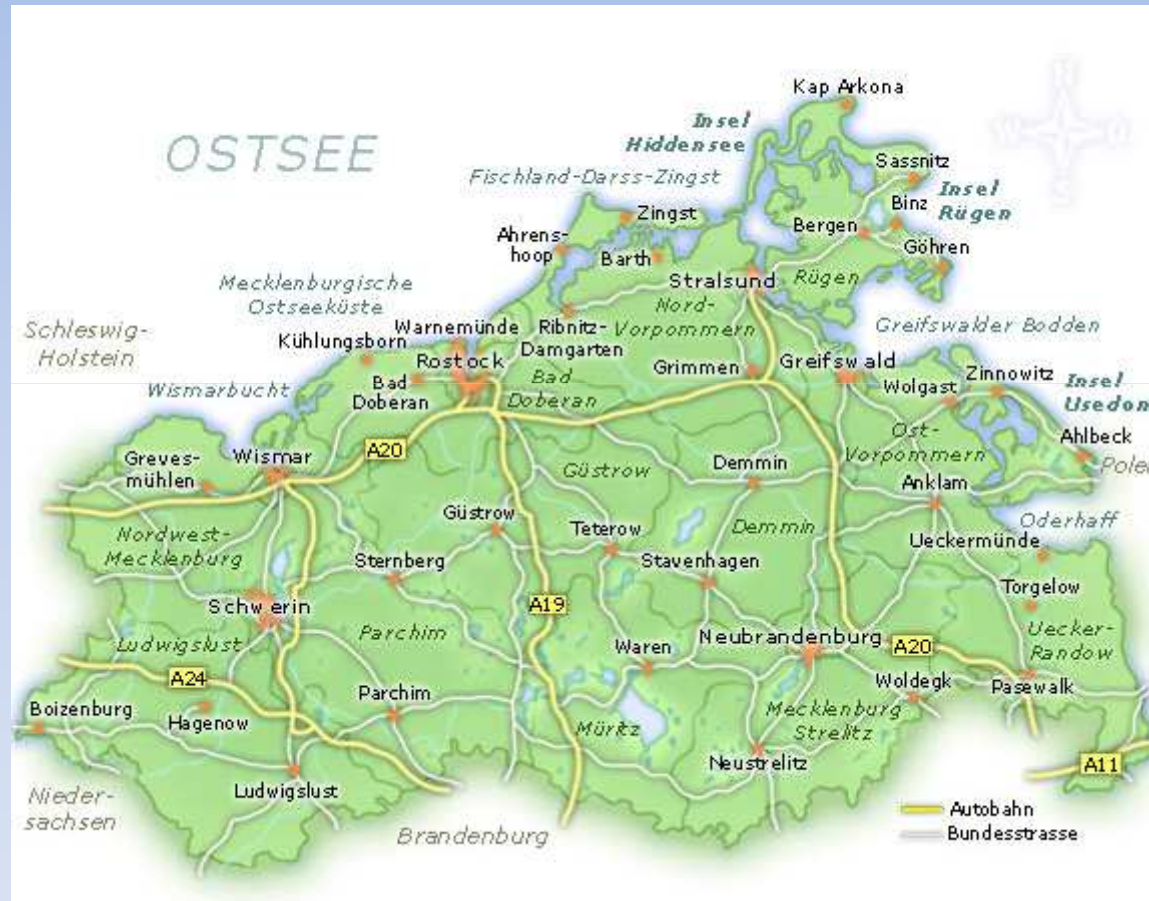 Kap Arkona
OSTSEE
Insel
Hiddensee
Fischland-Darss-Zingst
Sassnitz
Insel
Rügen
Binz
Zingst
Bergen
Ahrens-
hoop
Barth
Göhren
Stralsund
Rügen
Mecklenburgische
Ostseeküste
Nord-
Vorpommern
Schleswig-
Holstein
Warnemünde
Ribnitz-
Damgarten
Greifswalder Bodden
Kühlungsborn
Rostock
Grimmen
Greifswald
Wismarbucht
Bad
Doberan
Bad
Doberan
Wolgast
Zinnowitz
Insel
Usedom
Ahlbeck
Polen
Ost-
Vorpommern
Greves-
mühlen
Wismar
A20
Güstrow
Demmin
Anklam
Oderhaff
Nordwest-
Mecklenburg
Güstrow
Teterow
Demmin
Ueckermünde
Sternberg
Stavenhagen
Torgelow
Schwerin
A19
Ludwigslust
Parchim
Waren
Neubrandenburg
A20
Uecker-
Randow
A24
Parchim
Woldegk
Pasewalk
Boizenburg
Hagenow
Müritz
Mecklenburg
Strelitz
Neustrelitz
A11
Nieder-
sachsen
Ludwigslust
Brandenburg
Autobahn
Bundesstrasse
N
W
O
S